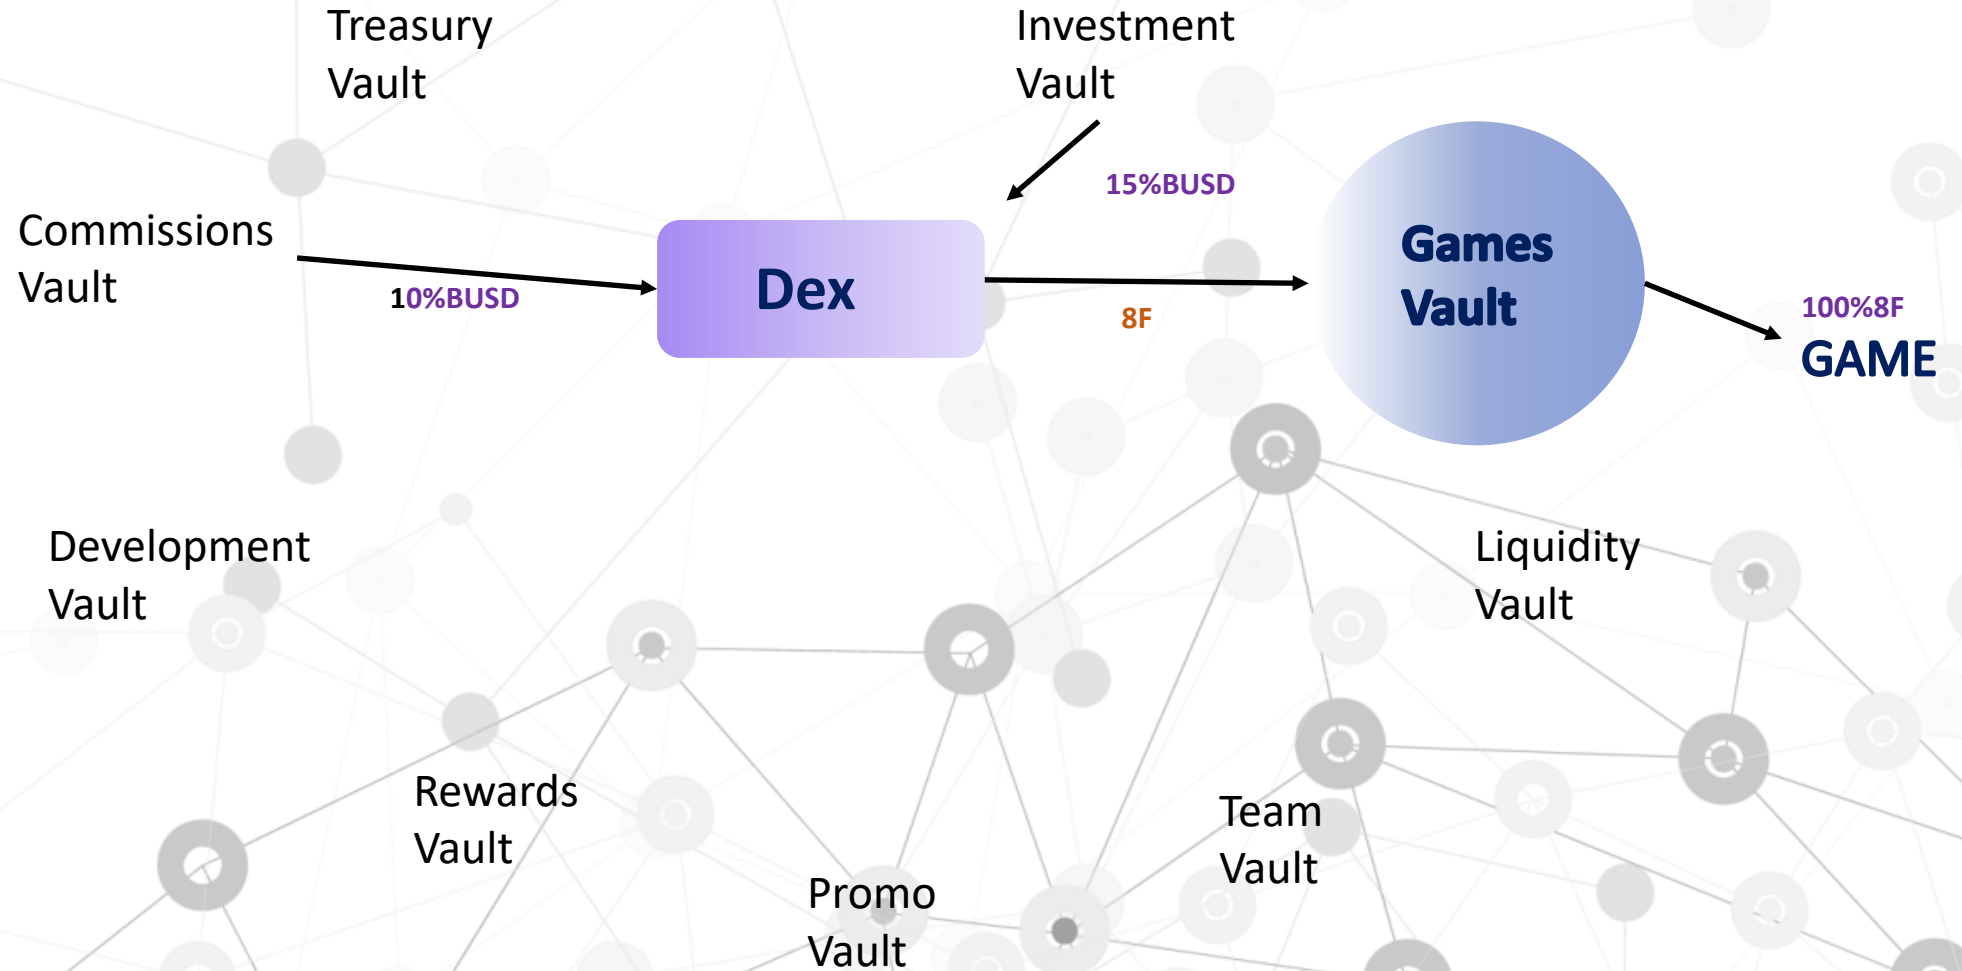 Treasury
Vault
Investment
Vault
15%BUSD
Commissions
Vault
10%BUSD
Dex
8F
Games
Vault
100%8F
GAME
Development
Vault
Liquidity
Vault
Rewards
Vault
Team
Vault
Promo
Vault